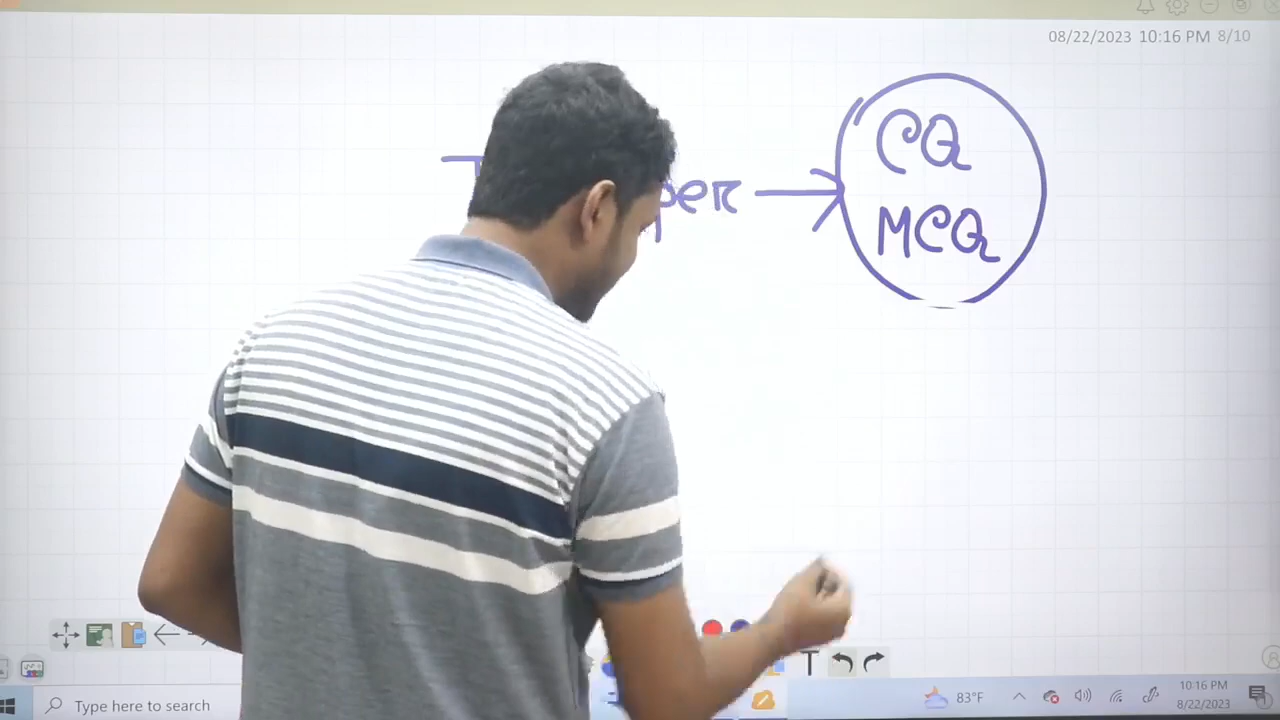 08/22/2023 10:16 PM 8/10
CQ
MCQ
T
Type here to search
83°F
10:16 PM
8/22/2023